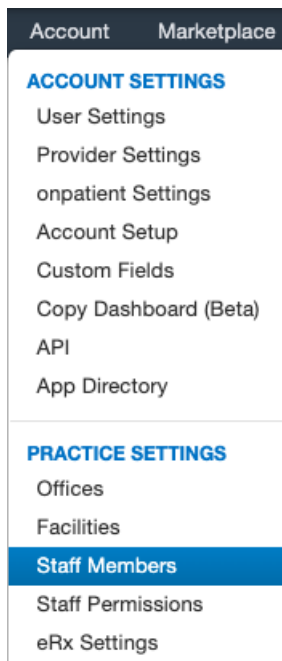 Account Marketplace
ACCOUNT SETTINGS
User Settings
Provider Settings
onpatient Settings
Account Setup
Custom Fields
Copy Dashboard (Beta)
API
App Directory
PRACTICE SETTINGS
Offices
Facilities
Staff Members
Staff Permissions
eRx Settings